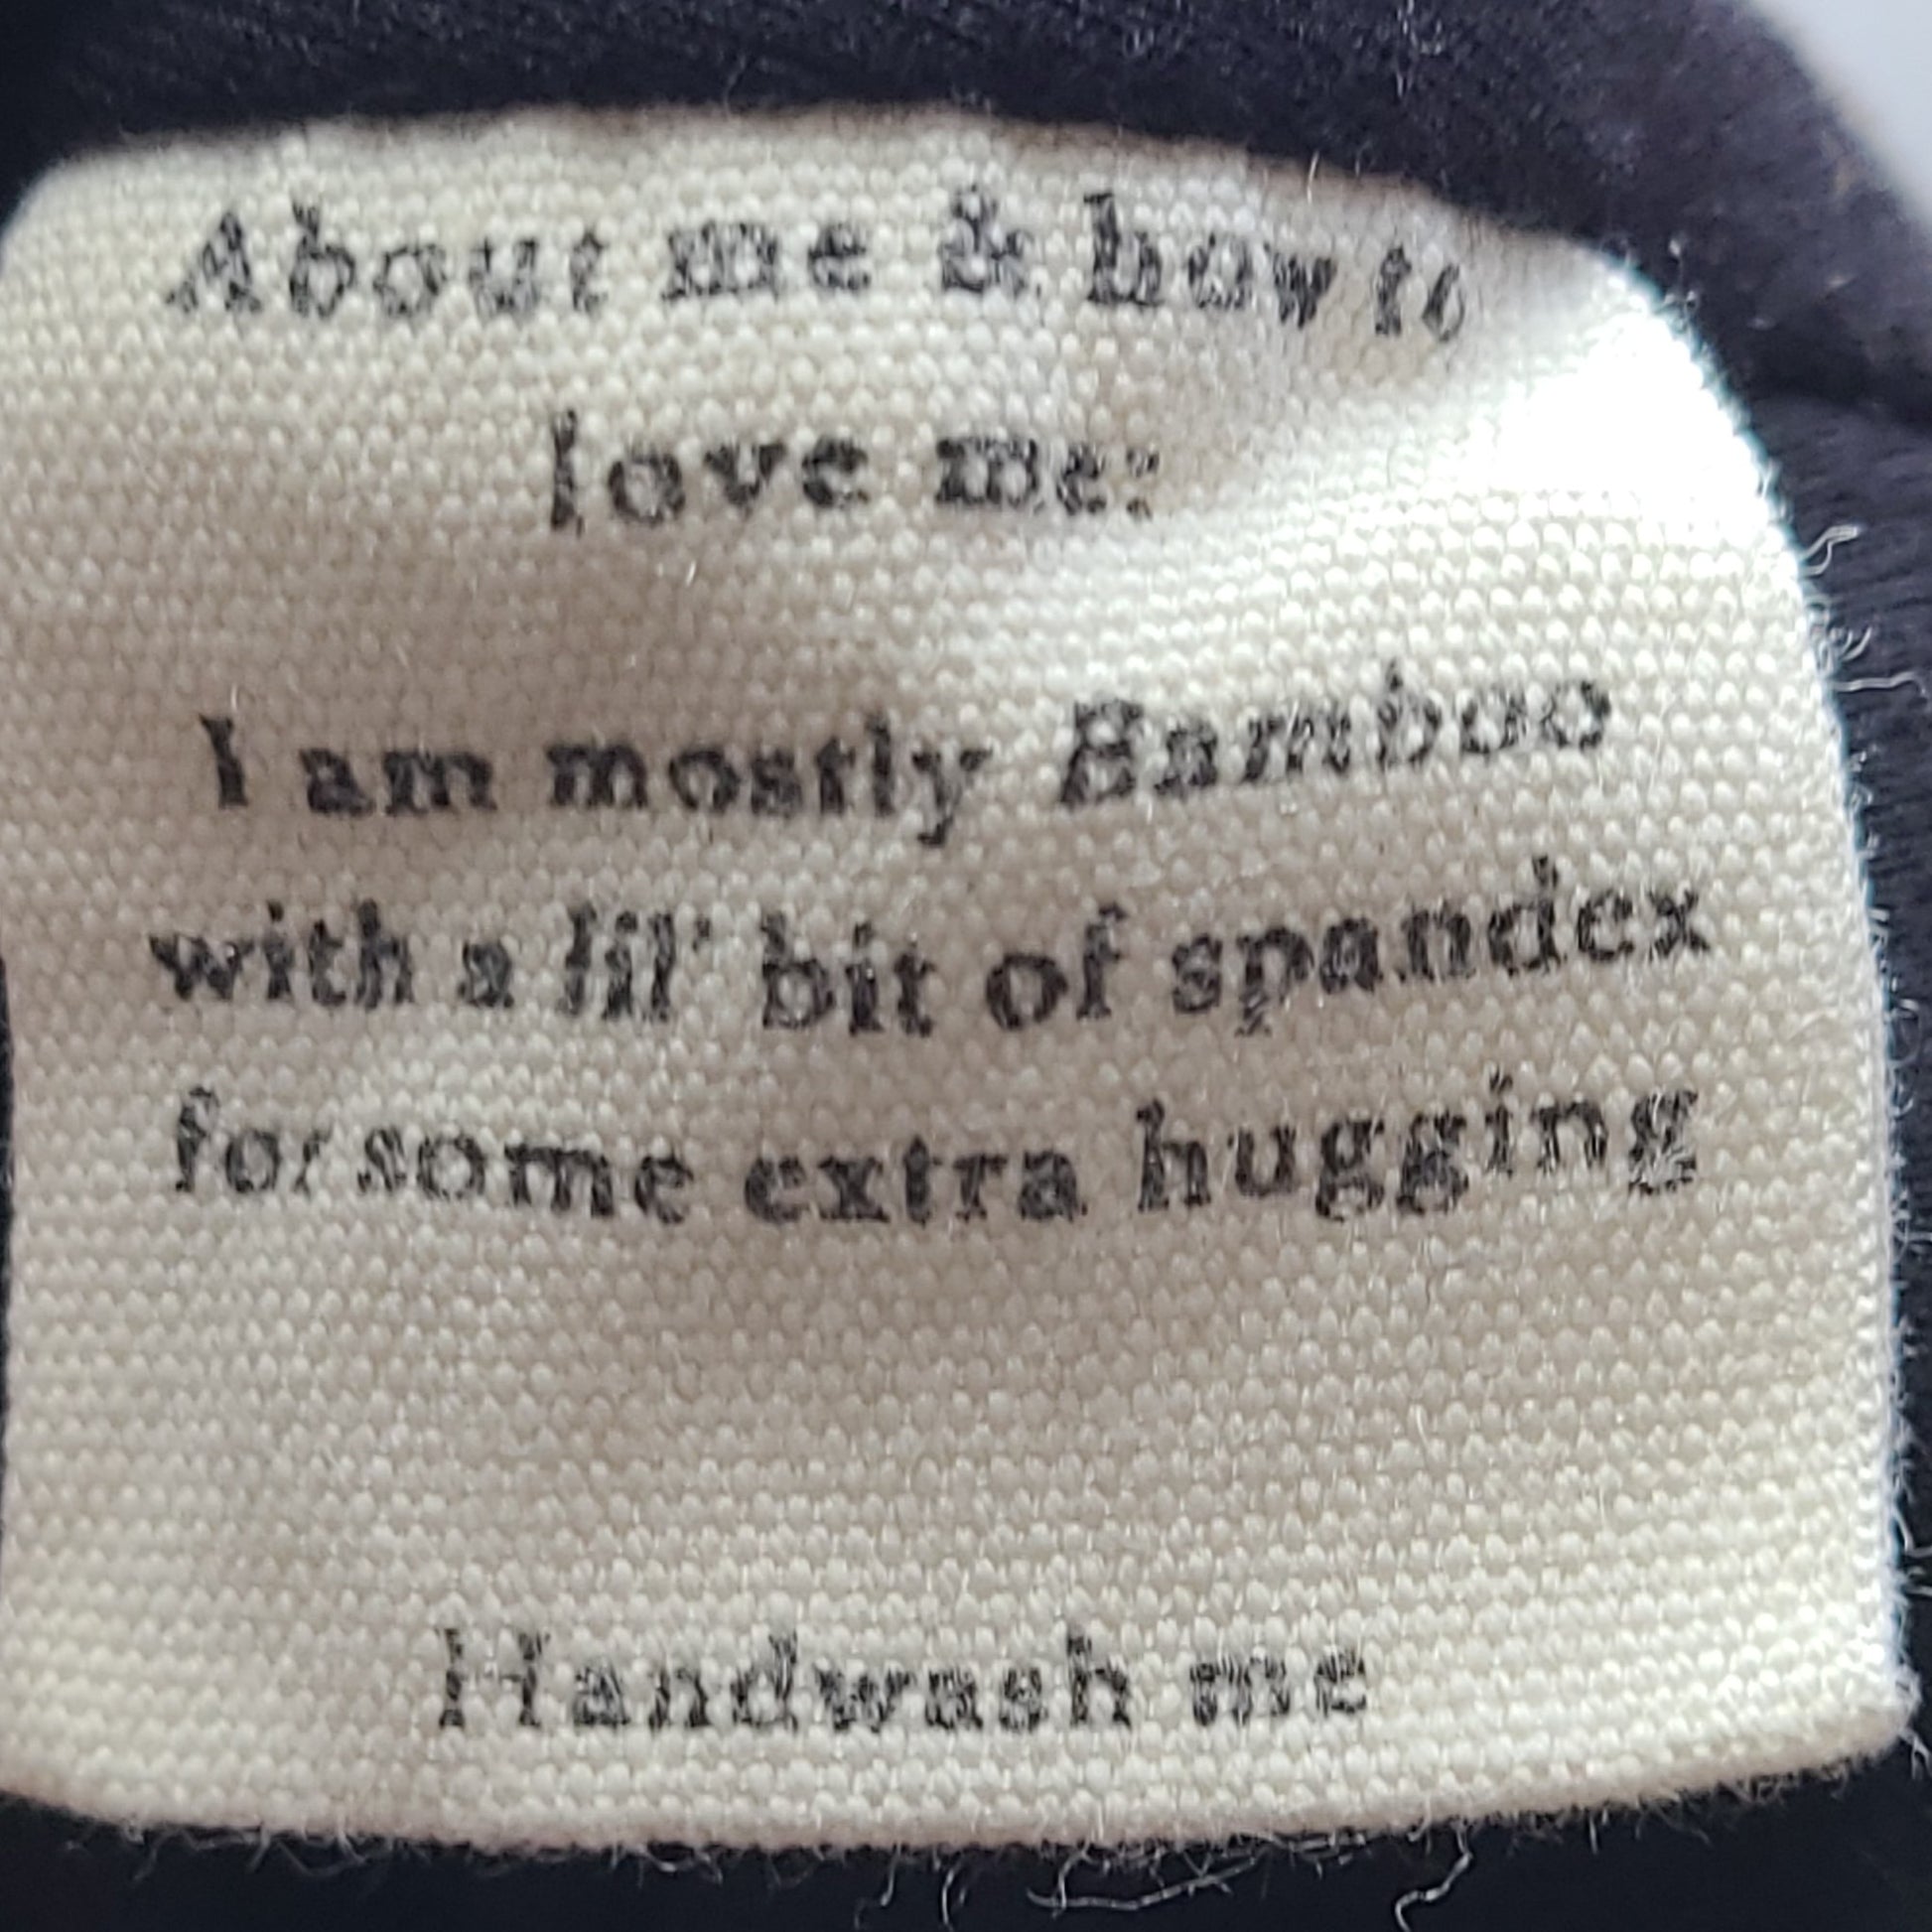 About me & how to
love me:
I am mostly Bamboo
with a lil' bit of spandex
for some extra hugging
Handwash me